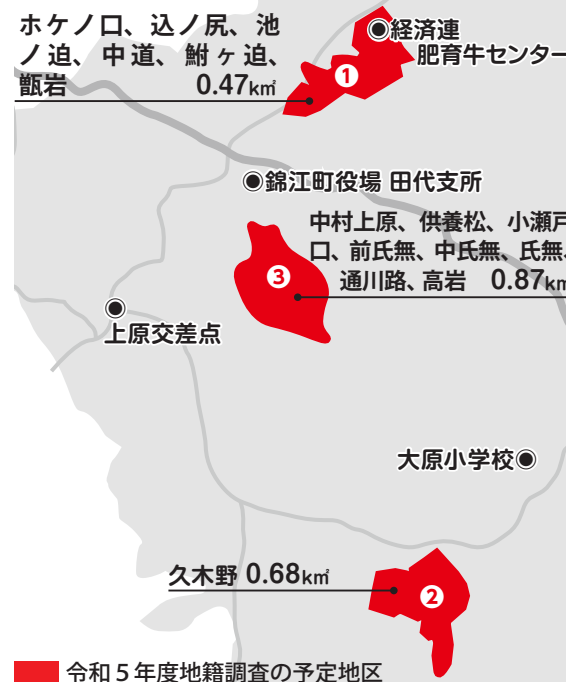 ホケノ口、込ノ尻、池
ノ迫、中道、鮒ヶ迫、
甑岩 0.47㎢
経済連
肥育牛センター
❶
錦江町役場 田代支所
中村上原、供養松、小瀬戸
口、前氏無、中氏無、氏無、
通川路、高岩 0.87㎢
❸
上原交差点
大原小学校
久木野 0.68㎢
❷
令和5年度地籍調査の予定地区